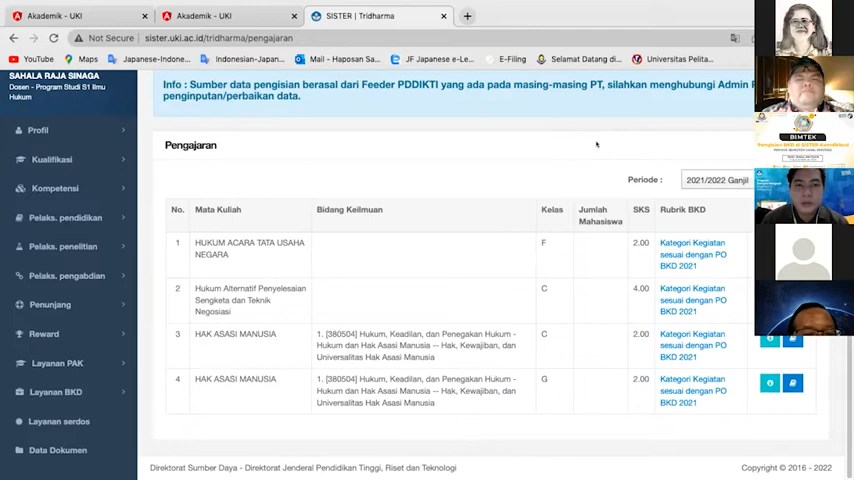 Akademik - UKI
Akademik - UKI
SISTER | Tridharma
Not Secure
sister.uki.ac.id/tridharma/pengajaran
YouTube
Maps
Japanese-Indone...
Indonesian-Japan...
Mail - Haposan Sa...
JF Japanese e-Le...
E-Filing
Selamat Datang di...
Universitas Pelita...
SAHALA RAJA SINAGA
Dosen - Program Studi S1 Ilmu
Hukum
Profil
Kualifikasi
Kompetensi
Pelaks. pendidikan
Pelaks. penelitian
Pelaks. pengabdian
Penunjang
Reward
Layanan PAK
Layanan BKD
Layanan serdos
Data Dokumen
Info : Sumber data pengisian berasal dari Feeder PDDIKTI yang ada pada masing-masing PT, silahkan menghubungi Admin
penginputan/perbaikan data.
Pengajaran
Periode :
2021/2022 Ganjil
No.
Mata Kuliah
Bidang Keilmuan
Kelas
Jumlah
Mahasiswa
SKS
Rubrik BKD
1
HUKUM ACARA TATA USAHA
NEGARA
F
2.00
Kategori Kegiatan
sesuai dengan PO
BKD 2021
2
Hukum Alternatif Penyelesaian
Sengketa dan Teknik
Negosiasi
C
4.00
Kategori Kegiatan
sesuai dengan PO
BKD 2021
3
HAK ASASI MANUSIA
1. [380504] Hukum, Keadilan, dan Penegakan Hukum -
Hukum dan Hak Asasi Manusia -- Hak, Kewajiban, dan
Universalitas Hak Asasi Manusia
C
2.00
Kategori Kegiatan
sesuai dengan PO
BKD 2021
4
HAK ASASI MANUSIA
1. [380504] Hukum, Keadilan, dan Penegakan Hukum -
Hukum dan Hak Asasi Manusia -- Hak, Kewajiban, dan
Universalitas Hak Asasi Manusia
G
2.00
Kategori Kegiatan
sesuai dengan PO
BKD 2021
Direktorat Sumber Daya - Direktorat Jenderal Pendidikan Tinggi, Riset dan Teknologi
Copyright © 2016 - 2022
BIMTEK
Pengisian BKD di SISTER Kemdikbud